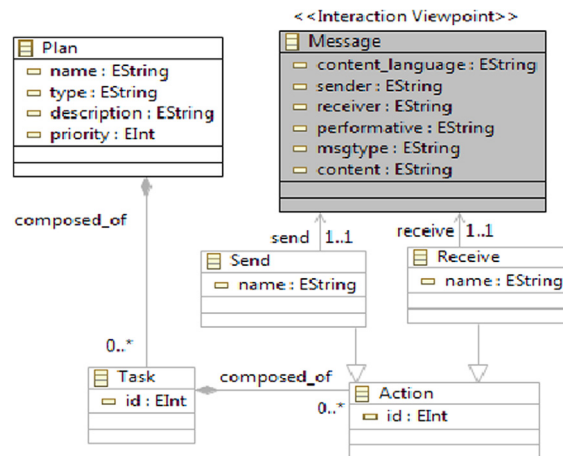 <<Interaction Viewpoint>>
Plan
name : EString
type : EString
description : EString
priority : EInt
Message
content_language : EString
sender : EString
receiver : EString
performative : EString
msgtype : EString
content : EString
composed_of
send
1..1
receive
1..1
Send
name : EString
Receive
name : EString
0..*
Task
id : EInt
composed_of
0..*
Action
id : EInt